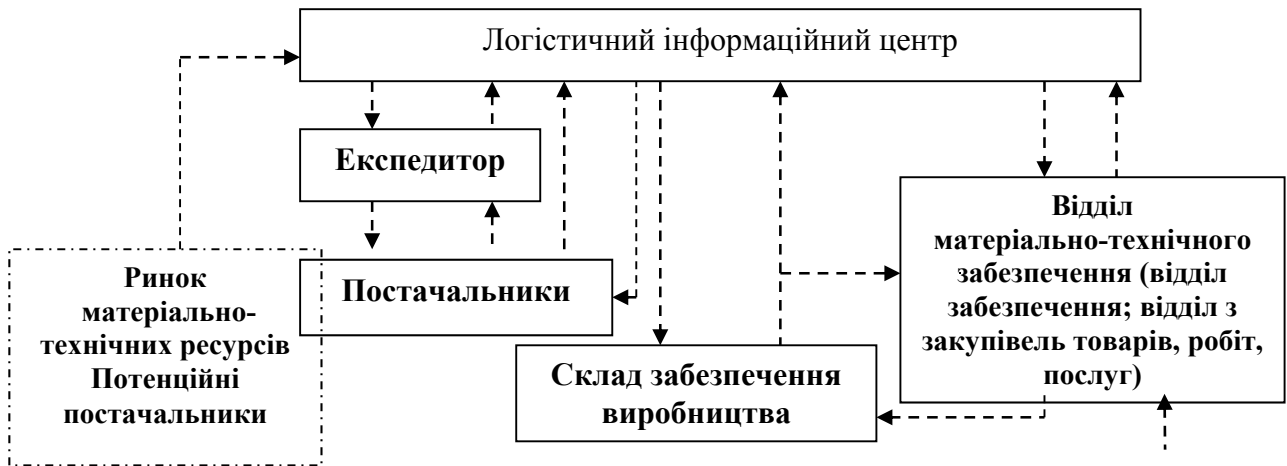 Логістичний інформаційний центр
Експедитор
Постачальники
Ринок
матеріально-
технічних ресурсів
Потенційні
постачальники
Склад забезпечення
виробництва
Відділ
матеріально-технічного
забезпечення (відділ
забезпечення; відділ з
закупівель товарів, робіт,
послуг)